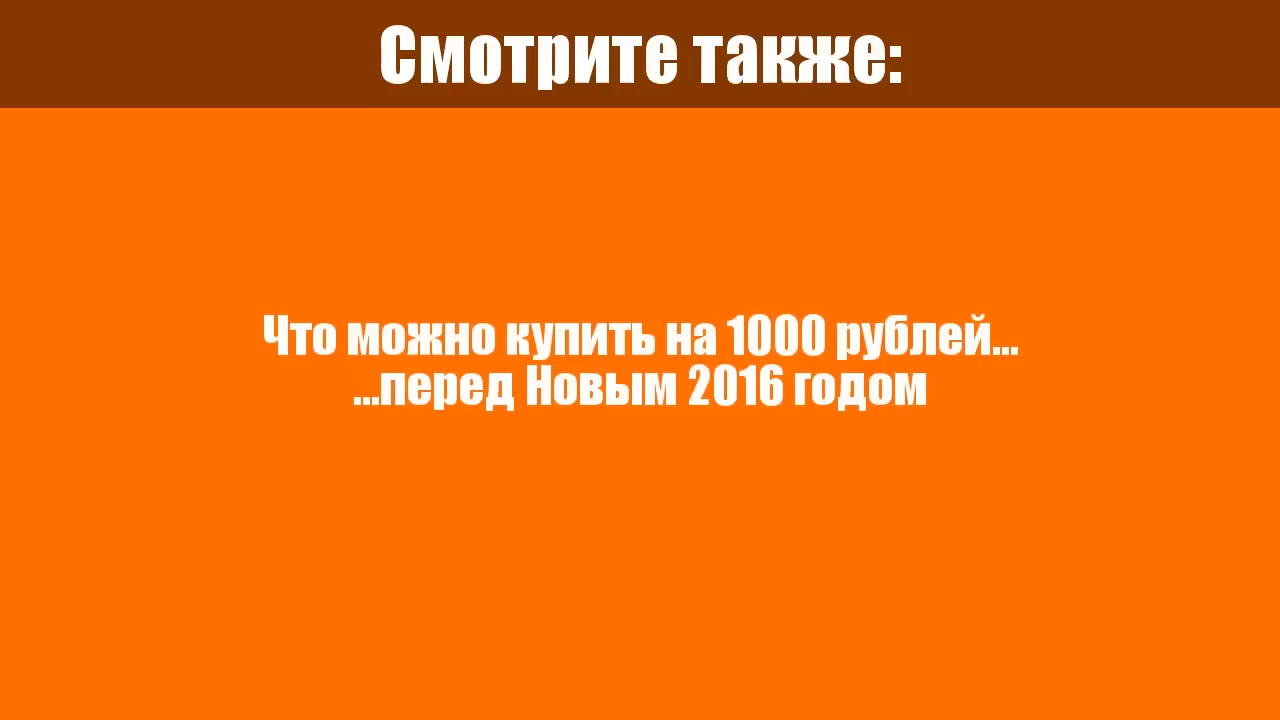 Смотрите также:
Что можно купить на 1000 рублей...
...перед Новым 2016 годом